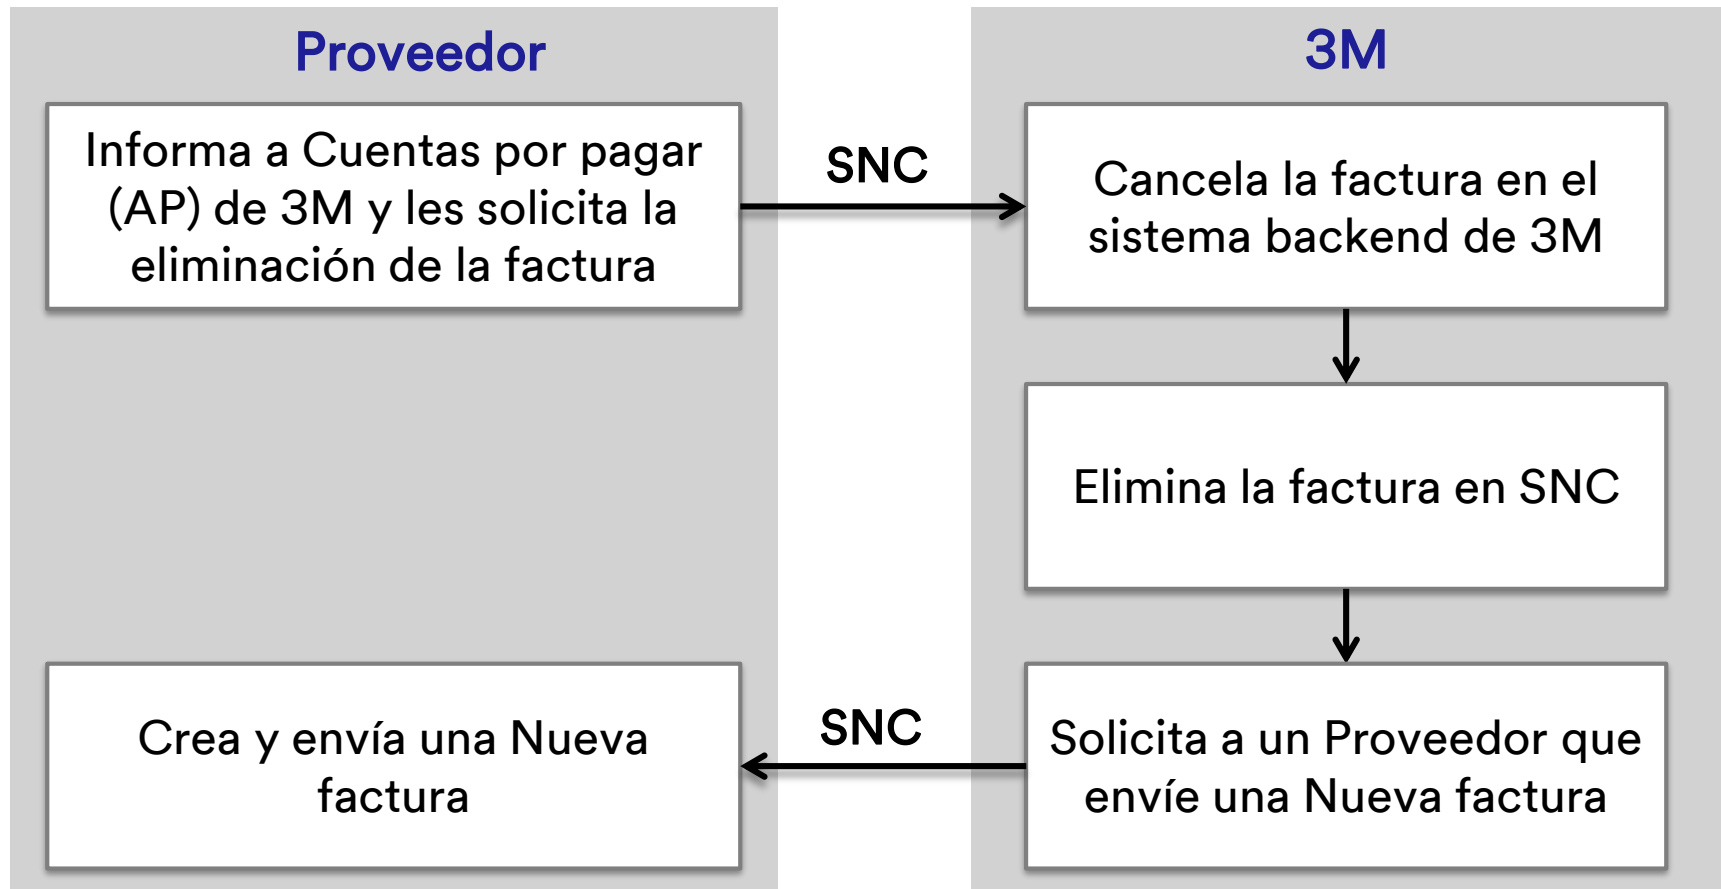 Proveedor
3M
Informa a Cuentas por pagar
(AP) de 3M y les solicita la
eliminación de la factura
SNC
Cancela la factura en el
sistema backend de 3M
Elimina la factura en SNC
Solicita a un Proveedor que
envíe una Nueva factura
SNC
Crea y envía una Nueva
factura